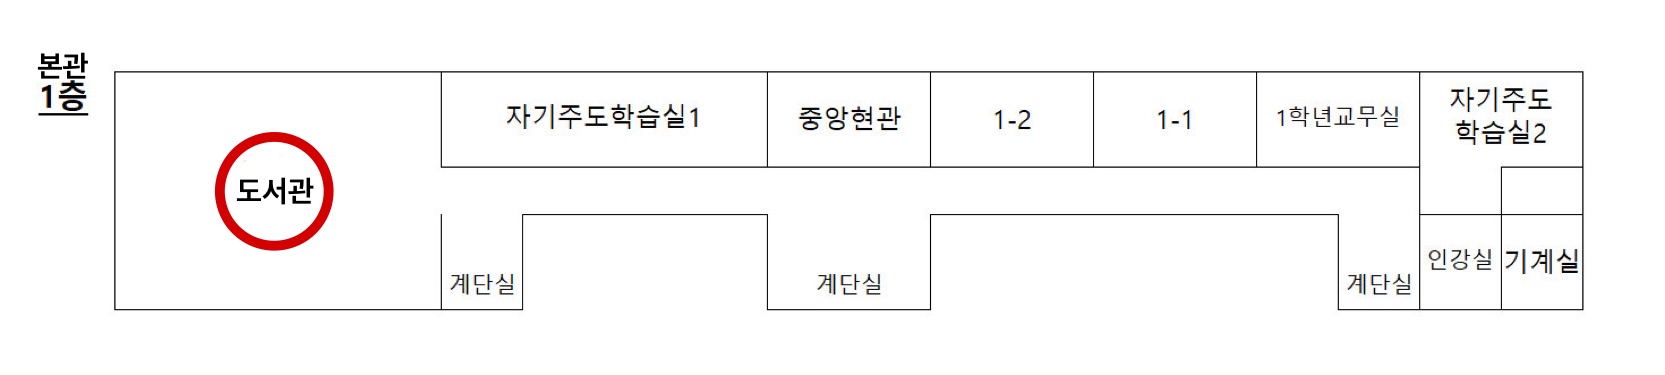 본관
1층
도서관
자기주도학습실1
중앙현관
1-2
1-1
1학년교무실
자기주도
학습실2
계단실
계단실
계단실
인강실
기계실